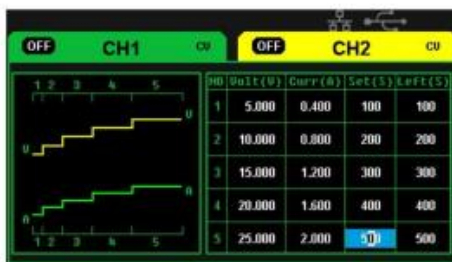 OFF CH1 CV OFF CH2 CV
1 2 3 4 5
V V
A A
1 2 3 4 5
NO Volt(V) Curr(A) Set(S) Left(S)
1 5.000 0.400 100 100
2 10.000 0.800 200 200
3 15.000 1.200 300 300
4 20.000 1.600 400 400
5 25.000 2.000 500 500